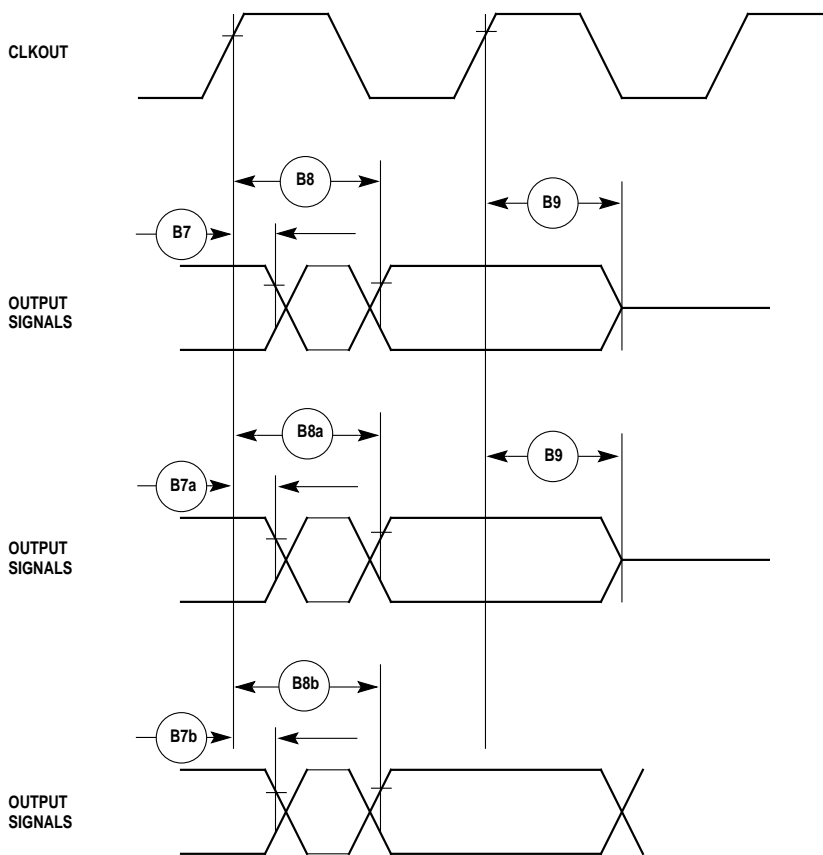 CLKOUT
B8
B9
B7
OUTPUT
SIGNALS
B8a
B9
B7a
OUTPUT
SIGNALS
B8b
B7b
OUTPUT
SIGNALS